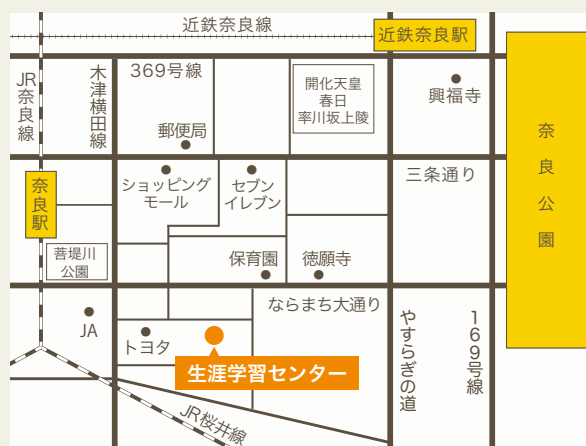 近鉄奈良線
近鉄奈良駅
JR奈良線
木津横田線
369号線
開化天皇
春日
率川坂上陵
興福寺
郵便局
奈良公園
三条通り
奈良駅
ショッピング
モール
セブン
イレブン
菩提川
公園
保育園
徳願寺
ならまち大通り
JA
トヨタ
生涯学習センター
やすらぎの道
169号線
JR桜井線